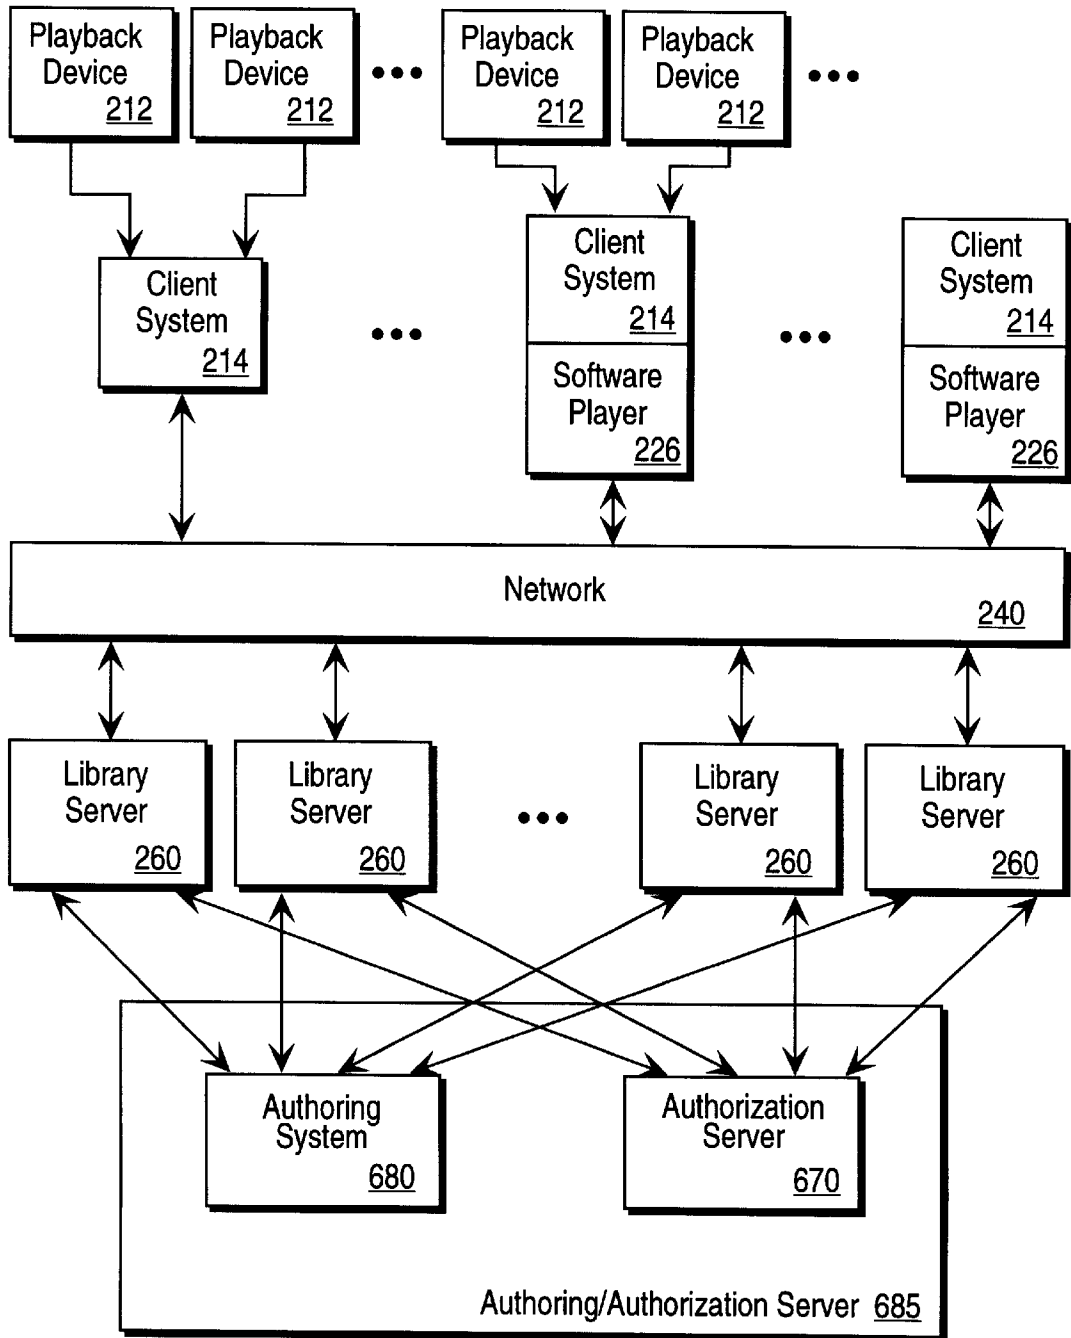 Playback
Device
212
Playback
Device
212
Playback
Device
212
Playback
Device
212
Client
System
214
Client
System
214
Software
Player
226
Client
System
214
Software
Player
226
Network
240
Library
Server
260
Library
Server
260
Library
Server
260
Library
Server
260
Authoring
System
680
Authorization
Server
670
Authoring/Authorization Server 685